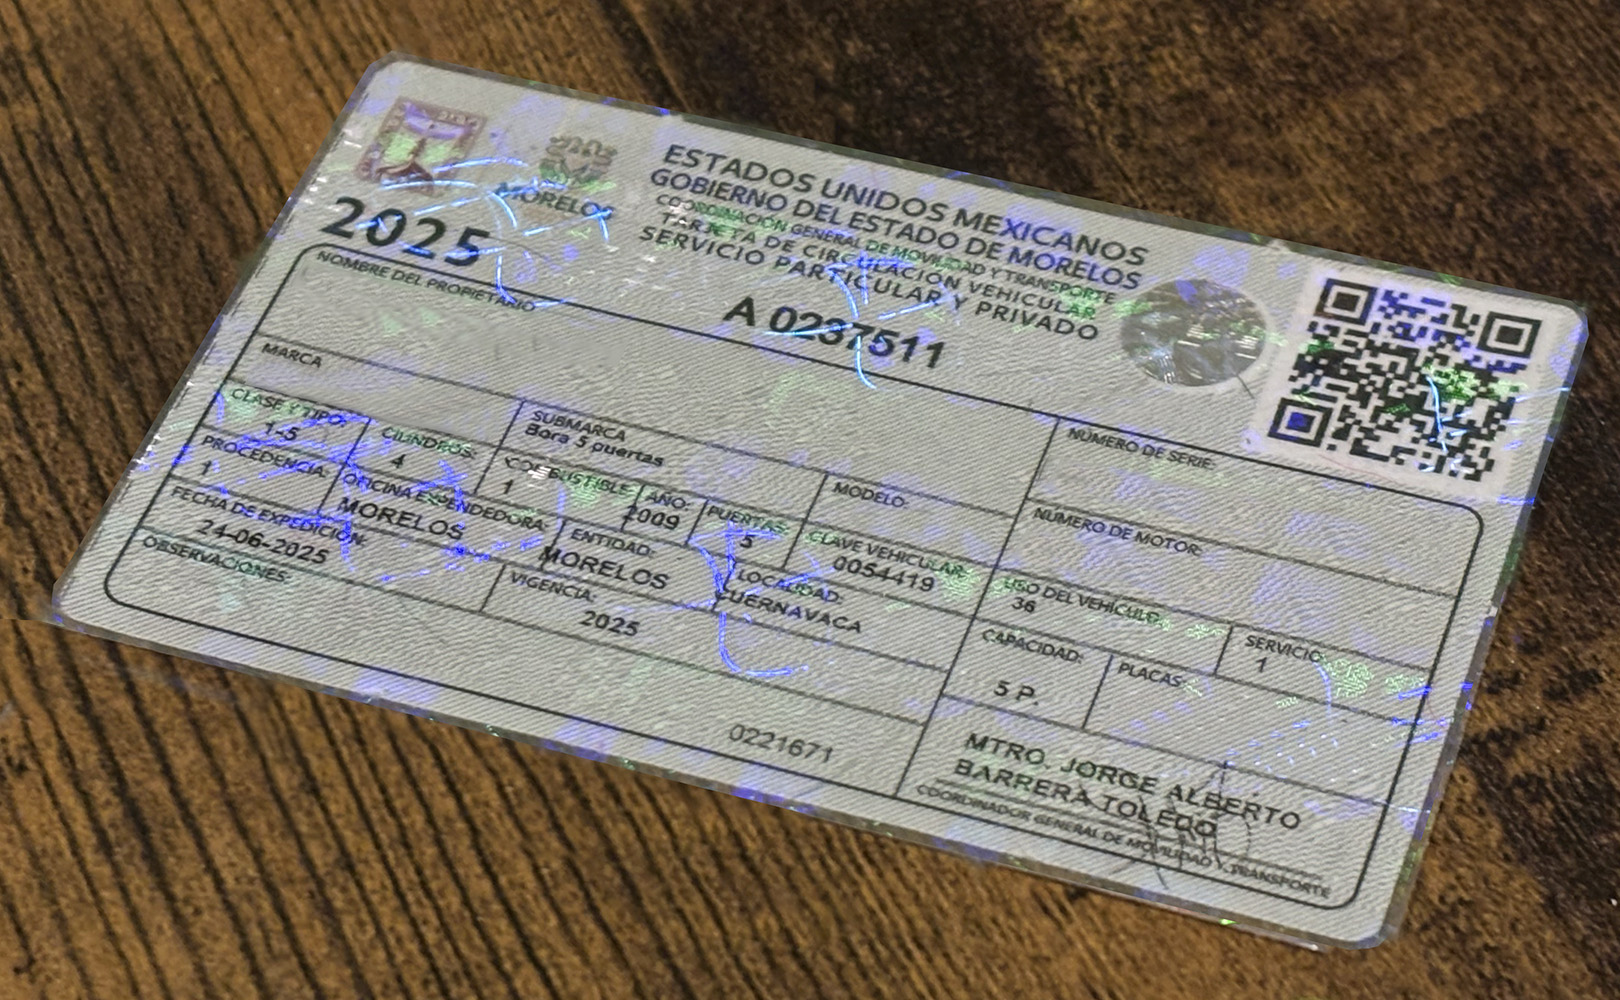 MORELOS
2025
ESTADOS UNIDOS MEXICANOS
GOBIERNO DEL ESTADO DE MORELOS
COORDINACIÓN GENERAL DE MOVILIDAD Y TRANSPORTE
TARJETA DE CIRCULACIÓN VEHICULAR
SERVICIO PARTICULAR Y PRIVADO
A 0237511
NOMBRE DEL PROPIETARIO
MARCA
SUBMARCA
Bora 5 puertas
MODELO:
NÚMERO DE SERIE:
NÚMERO DE MOTOR:
CLASE Y TIPO:
1-5
CILINDROS:
4
COMBUSTIBLE:
1
AÑO:
2009
PUERTAS:
5
CLAVE VEHICULAR:
0054419
USO DEL VEHÍCULO:
36
SERVICIO:
1
PROCEDENCIA:
1
OFICINA EXPENDEDORA:
MORELOS
ENTIDAD:
MORELOS
LOCALIDAD:
CUERNAVACA
CAPACIDAD:
5 P.
PLACAS:
FECHA DE EXPEDICIÓN:
24-06-2025
VIGENCIA:
2025
OBSERVACIONES:
0221671
MTRO. JORGE ALBERTO
BARRERA TOLEDO
COORDINADOR GENERAL DE MOVILIDAD Y TRANSPORTE